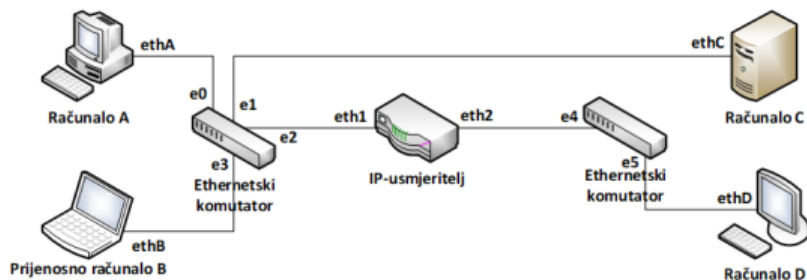 ethA
ethC
Računalo A
e0
e1
e2
e3
eth1
eth2
e4
e5
Računalo C
Ethernetski
komutator
IP-usmjeritelj
Ethernetski
komutator
ethB
ethD
Prijenosno računalo B
Računalo D